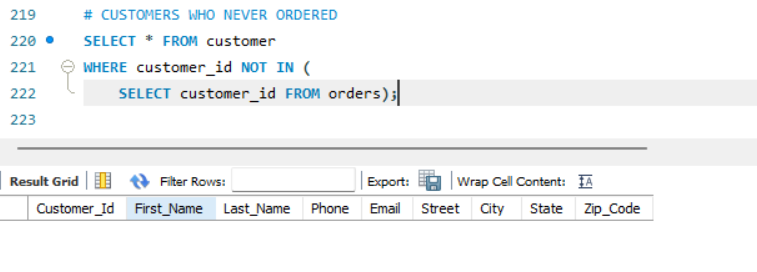 219 # CUSTOMERS WHO NEVER ORDERED
220 SELECT * FROM customer
221 WHERE customer_id NOT IN (
222 SELECT customer_id FROM orders);
223
Result Grid Filter Rows: Export: Wrap Cell Content:
Customer_Id First_Name Last_Name Phone Email Street City State Zip_Code